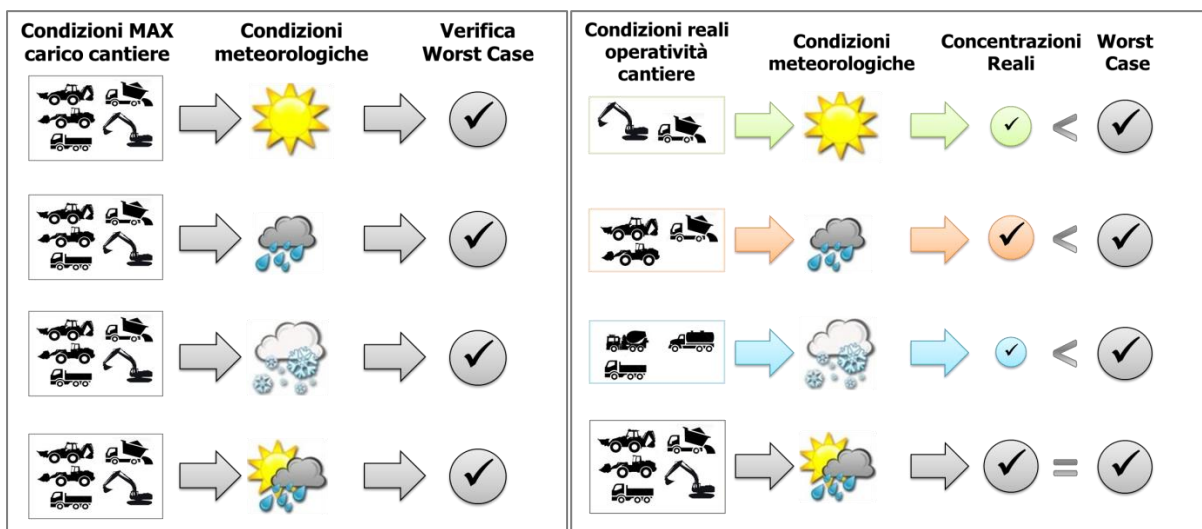 Condizioni MAX
carico cantiere
Condizioni
meteorologiche
Verifica
Worst Case
Condizioni reali
operatività
cantiere
Condizioni
meteorologiche
Concentrazioni
Reali
Worst
Case
<
<
<
=